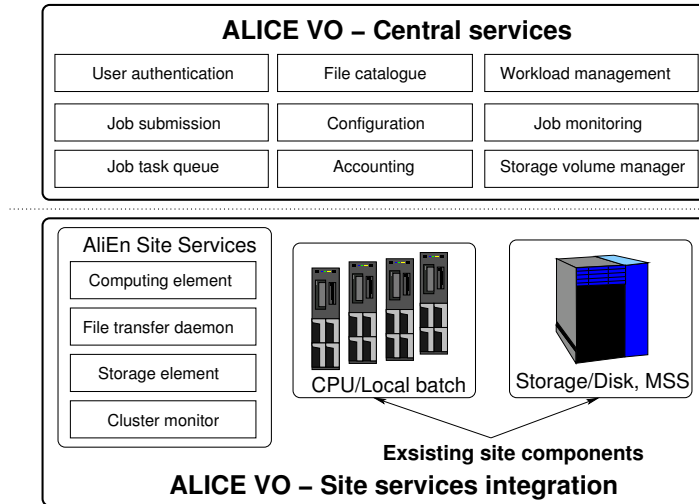 ALICE VO – Central services
User authentication
File catalogue
Workload management
Job submission
Configuration
Job monitoring
Job task queue
Accounting
Storage volume manager
AliEn Site Services
Computing element
File transfer daemon
Storage element
Cluster monitor
CPU/Local batch
Storage/Disk, MSS
Exsisting site components
ALICE VO – Site services integration